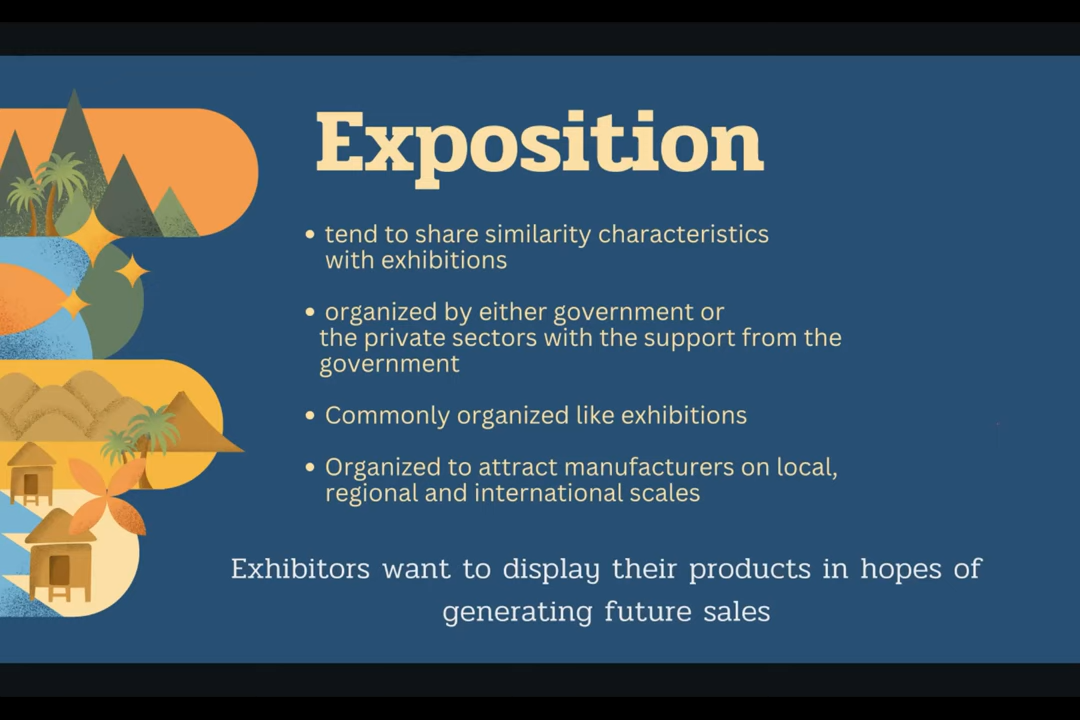 Exposition
• tend to share similarity characteristics
with exhibitions
• organized by either government or
the private sectors with the support from the
government
• Commonly organized like exhibitions
• Organized to attract manufacturers on local,
regional and international scales
Exhibitors want to display their products in hopes of
generating future sales